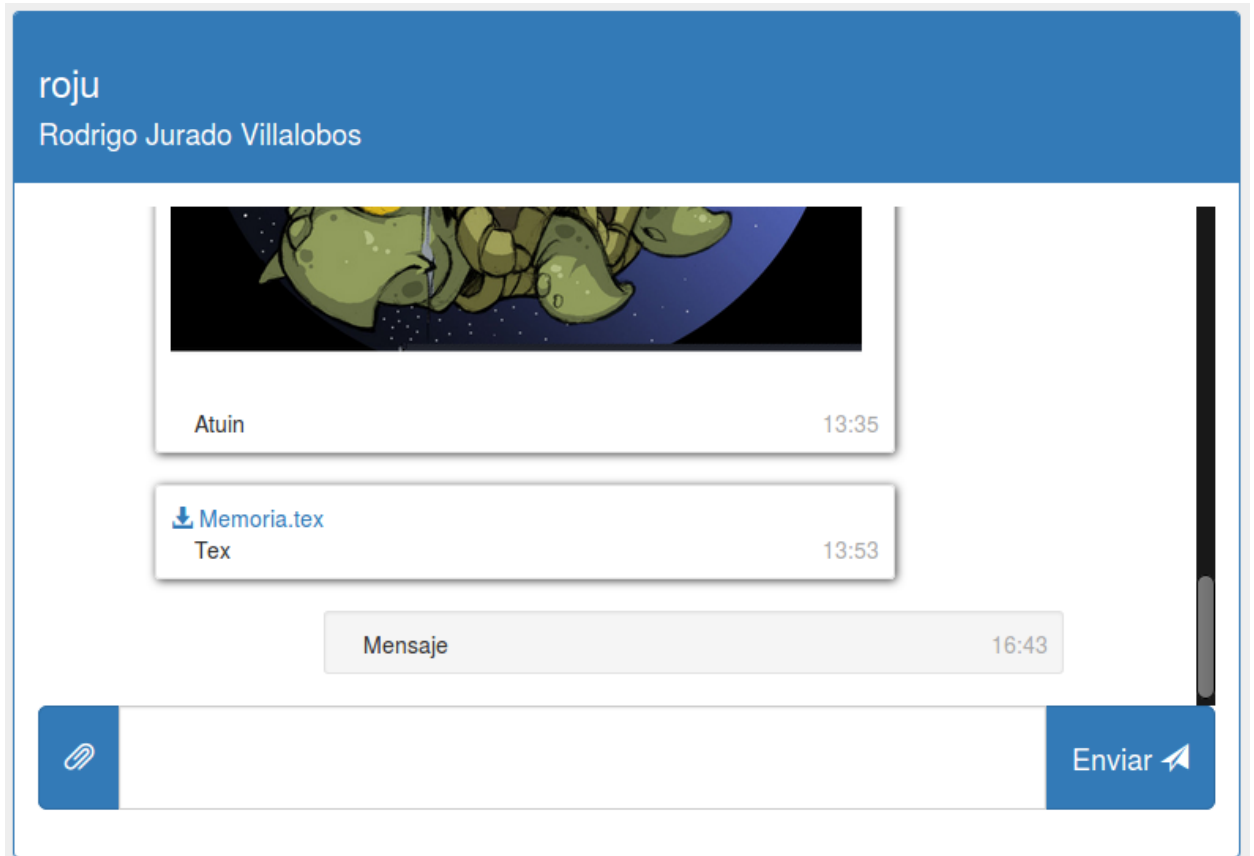 roju
Rodrigo Jurado Villalobos
Atuin 13:35
Memoria.tex
Tex 13:53
Mensaje 16:43
Enviar